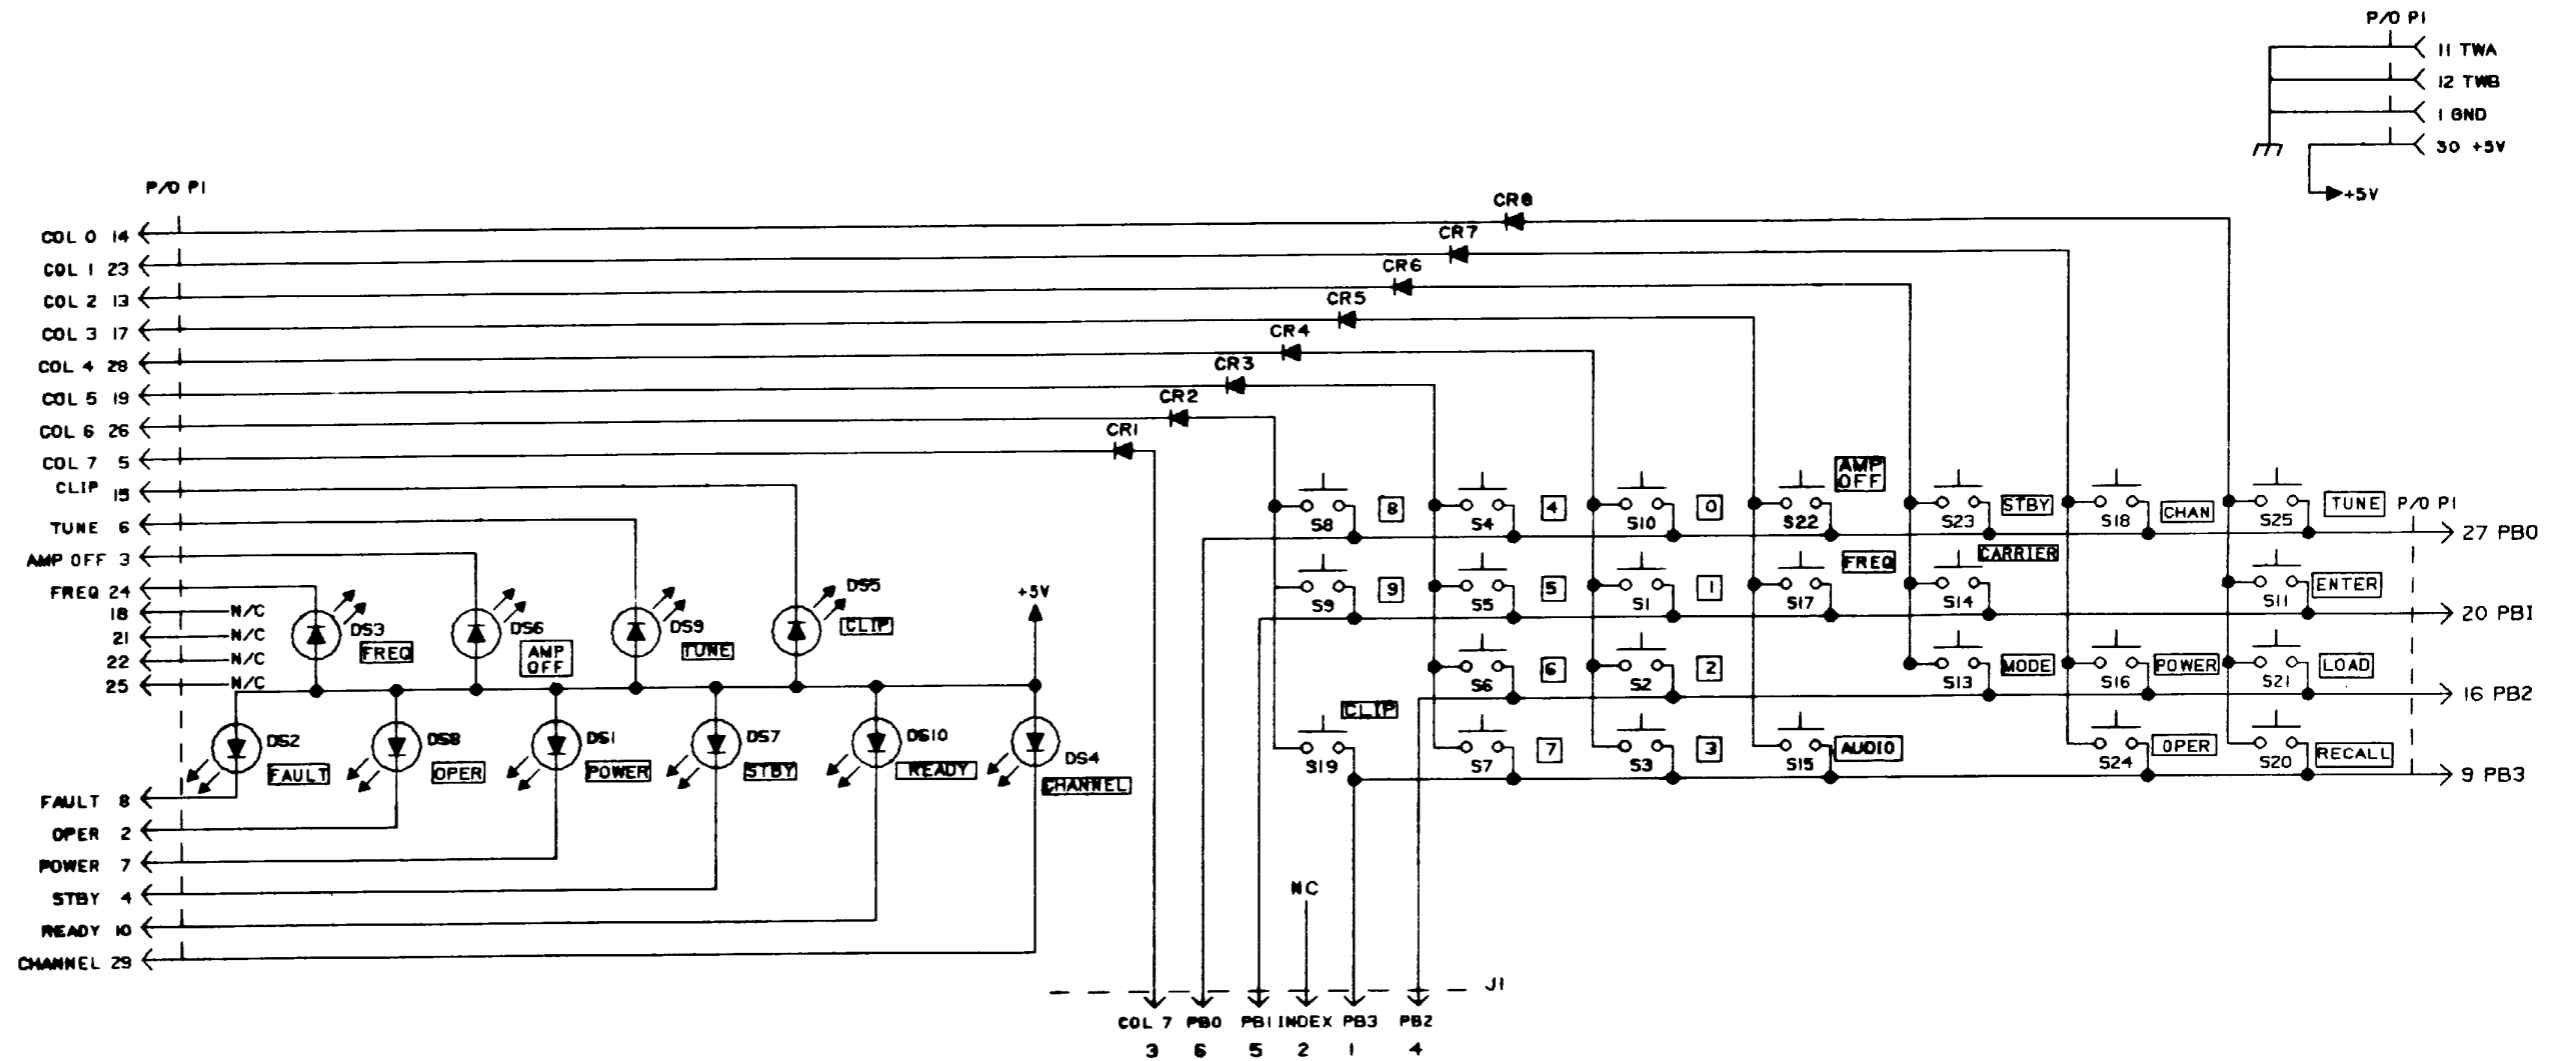 P/O P1
11 TWA
12 TWB
1 GND
30 +5V
+5V
P/O P1
COL 0 14
COL 1 23
COL 2 13
COL 3 17
COL 4 28
COL 5 19
COL 6 26
COL 7 5
CLIP 15
TUNE 6
AMP OFF 3
FREQ 24
18 N/C
21 N/C
22 N/C
25 N/C
FAULT 8
OPER 2
POWER 7
STBY 4
READY 10
CHANNEL 29
CR8
CR7
CR6
CR5
CR4
CR3
CR2
CR1
DS3
FREQ
DS6
AMP
OFF
DS9
TUNE
DS5
CLIP
+5V
DS2
FAULT
DS8
OPER
DS1
POWER
DS7
STBY
DS10
READY
DS4
CHANNEL
S8 8
S4 4
S10 0
S22
AMP
OFF
S23 STBY
S18 CHAN
S25 TUNE
P/O P1
27 PB0
S9 9
S5 5
S1 1
S17 FREQ
S14 CARRIER
S11 ENTER
20 PB1
S6 6
S2 2
S13 MODE
S16 POWER
S21 LOAD
16 PB2
S19 CLIP
S7 7
S3 3
S15 AUDIO
S24 OPER
S20 RECALL
9 PB3
NC
J1
COL 7 PB0 PB1 INDEX PB3 PB2
3 6 5 2 1 4